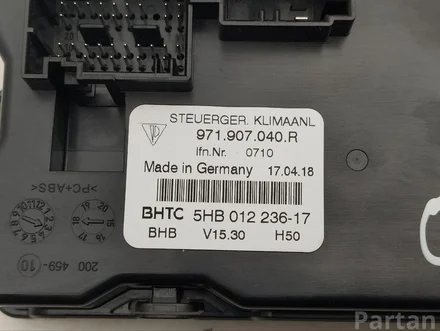 STEUERGER. KLIMAANL
971.907.040.R
lfn.Nr. 0710
Made in Germany 17.04.18
BHTC 5HB 012 236-17
BHB V15.30 H50
>PC+ABS<
200 459-10
Partan